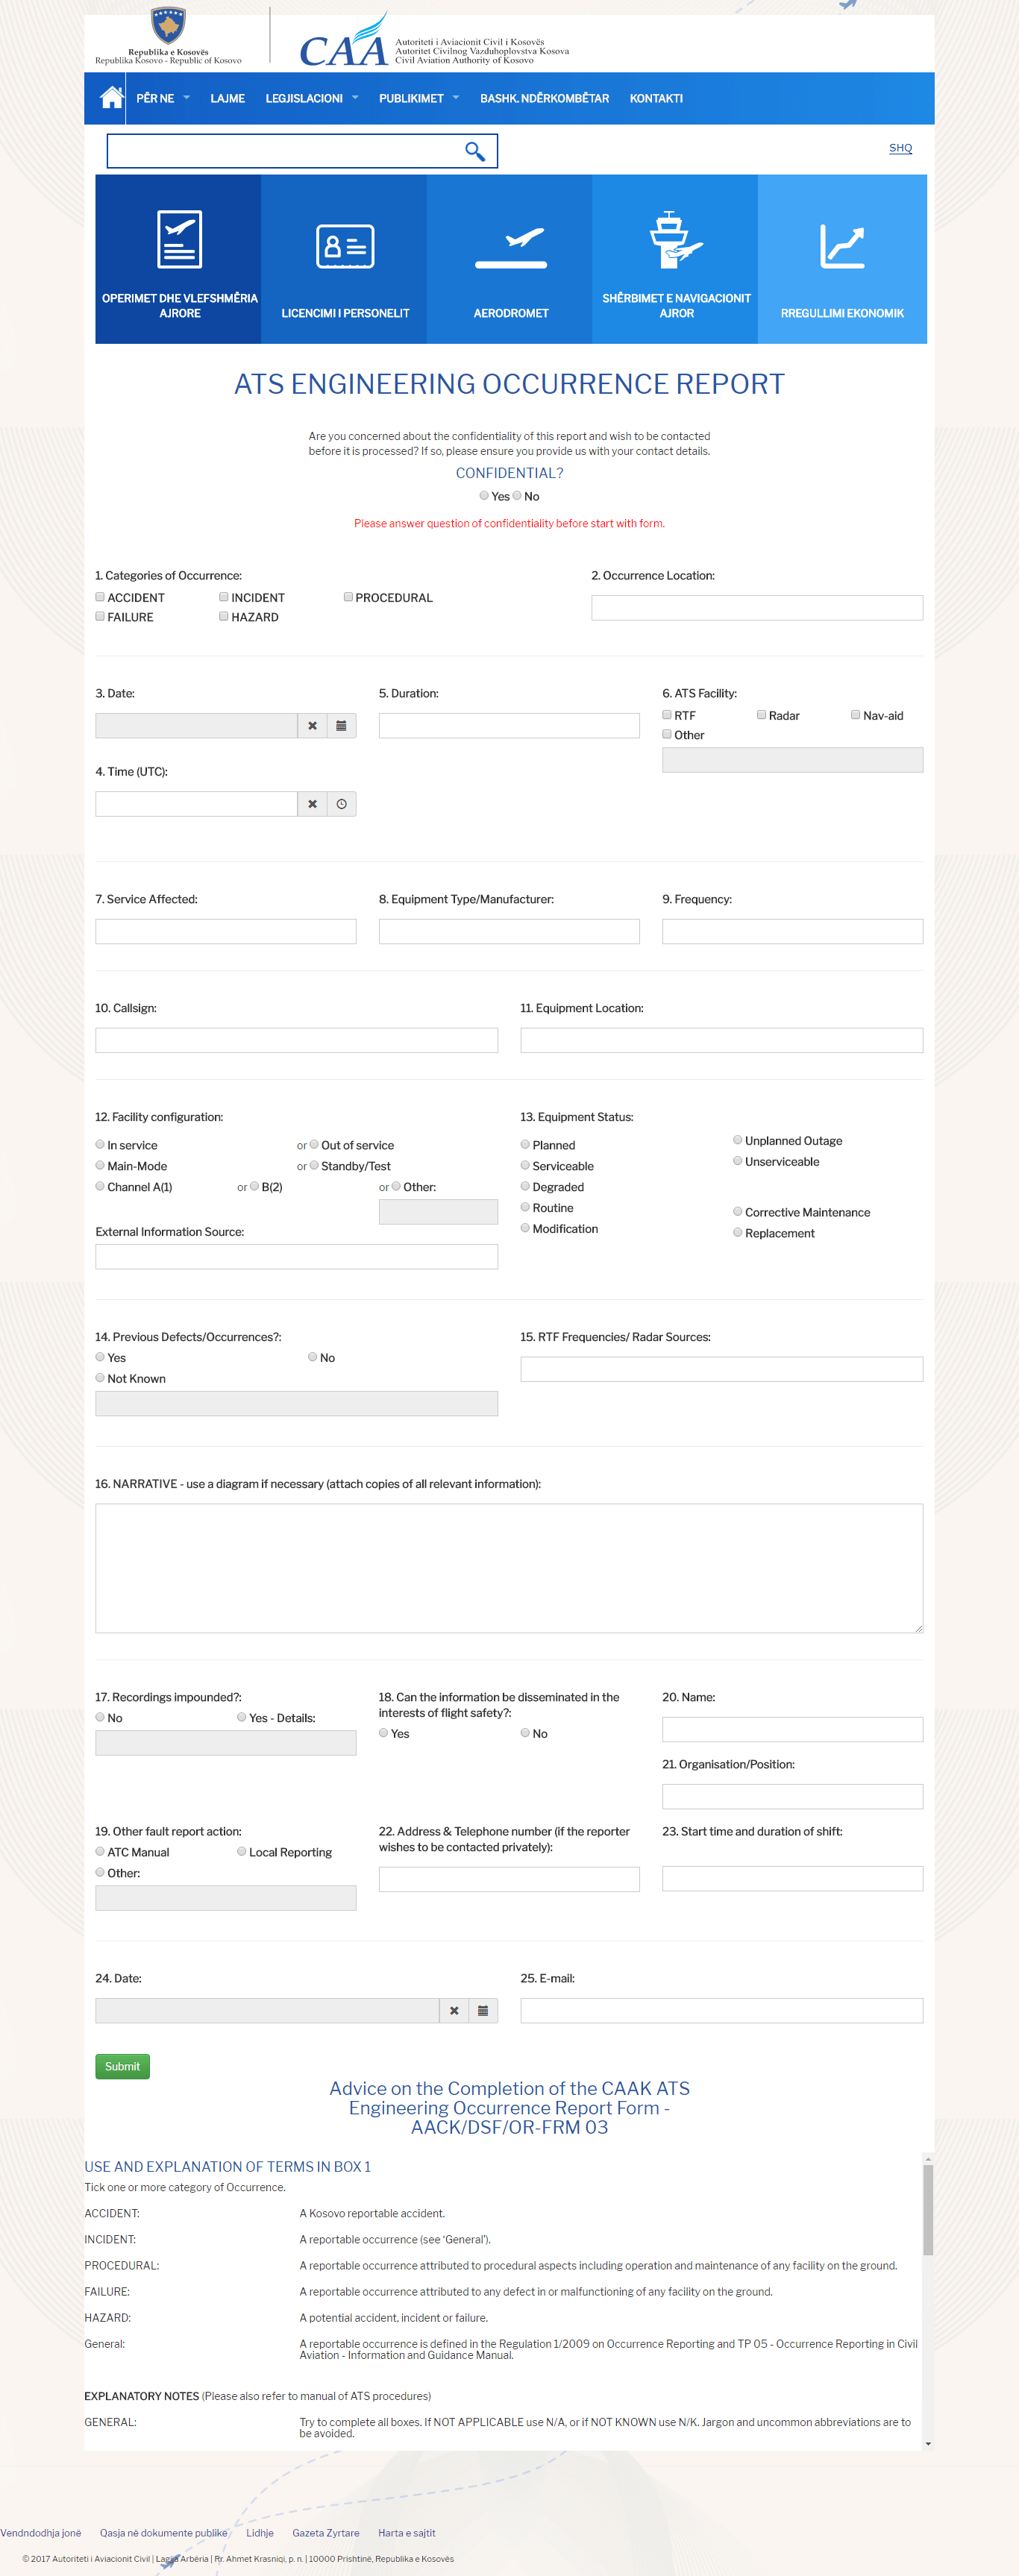 Republika e Kosovës
Republika Kosovo - Republic of Kosovo
CAA
Autoriteti i Aviacionit Civil i Kosovës
Autoritet Civilnog Vazduhoplovstva Kosova
Civil Aviation Authority of Kosovo
PËR NE LAJME LEGJISLACIONI PUBLIKIMET BASHK. NDËRKOMBËTAR KONTAKTI
SHQ
OPERIMET DHE VLEFSHMËRIA AJRORE
LICENCIMI I PERSONELIT
AERODROMET
SHËRBIMET E NAVIGACIONIT AJROR
RREGULLIMI EKONOMIK
ATS ENGINEERING OCCURRENCE REPORT
Are you concerned about the confidentiality of this report and wish to be contacted
before it is processed? If so, please ensure you provide us with your contact details.
CONFIDENTIAL?
Yes No
Please answer question of confidentiality before start with form.
1. Categories of Occurrence:
ACCIDENT INCIDENT PROCEDURAL
FAILURE HAZARD
2. Occurrence Location:
3. Date:
4. Time (UTC):
5. Duration:
6. ATS Facility:
RTF Radar Nav-aid
Other
7. Service Affected:
8. Equipment Type/Manufacturer:
9. Frequency:
10. Callsign:
11. Equipment Location:
12. Facility configuration:
In service or Out of service
Main-Mode or Standby/Test
Channel A(1) or B(2) or Other:
External Information Source:
13. Equipment Status:
Planned
Serviceable
Degraded
Routine
Modification
Unplanned Outage
Unserviceable
Corrective Maintenance
Replacement
14. Previous Defects/Occurrences?:
Yes No
Not Known
15. RTF Frequencies/ Radar Sources:
16. NARRATIVE - use a diagram if necessary (attach copies of all relevant information):
17. Recordings impounded?:
No Yes - Details:
18. Can the information be disseminated in the
interests of flight safety?:
Yes No
20. Name:
21. Organisation/Position:
19. Other fault report action:
ATC Manual Local Reporting
Other:
22. Address & Telephone number (if the reporter
wishes to be contacted privately):
23. Start time and duration of shift:
24. Date:
25. E-mail:
Submit
Advice on the Completion of the CAAK ATS
Engineering Occurrence Report Form -
AACK/DSF/OR-FRM 03
USE AND EXPLANATION OF TERMS IN BOX 1
Tick one or more category of Occurrence.
ACCIDENT: A Kosovo reportable accident.
INCIDENT: A reportable occurrence (see ‘General’).
PROCEDURAL: A reportable occurrence attributed to procedural aspects including operation and maintenance of any facility on the ground.
FAILURE: A reportable occurrence attributed to any defect in or malfunctioning of any facility on the ground.
HAZARD: A potential accident, incident or failure.
General: A reportable occurrence is defined in the Regulation 1/2009 on Occurrence Reporting and TP 05 - Occurrence Reporting in Civil
Aviation - Information and Guidance Manual.
EXPLANATORY NOTES (Please also refer to manual of ATS procedures)
GENERAL: Try to complete all boxes. If NOT APPLICABLE use N/A, or if NOT KNOWN use N/K. Jargon and uncommon abbreviations are to
be avoided.
Vendndodhja jonë Qasja në dokumente publike Lidhje Gazeta Zyrtare Harta e sajtit
© 2017 Autoriteti i Aviacionit Civil | Lagjja Arbëria | Rr. Ahmet Krasniqi, p. n. | 10000 Prishtinë, Republika e Kosovës